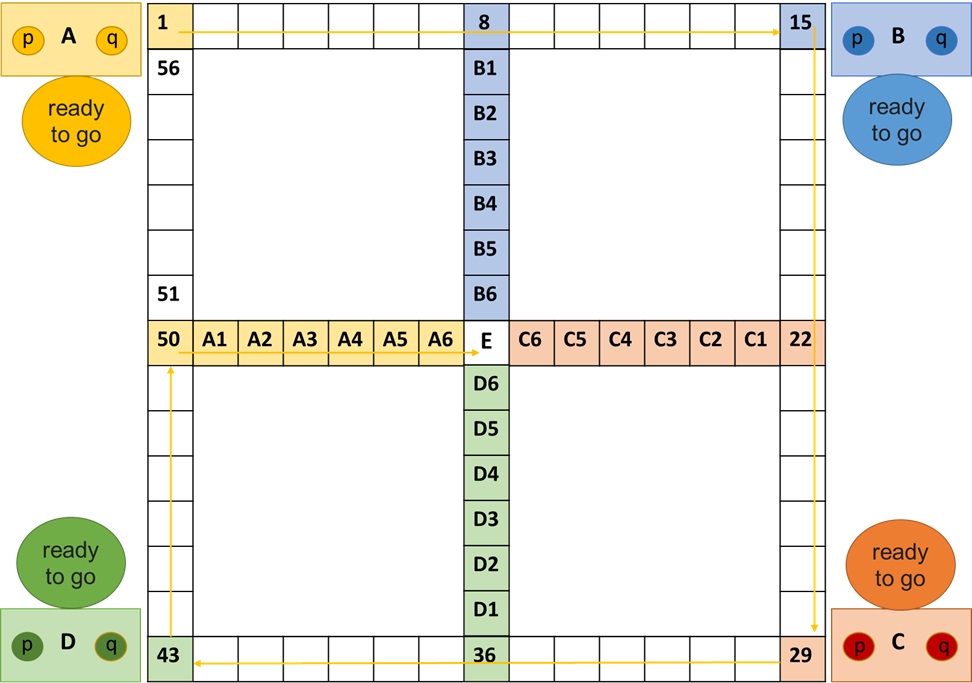 p A q
ready
to go
1 8 15
p B q
ready
to go
56 B1
B2
B3
B4
B5
51 B6
50 A1 A2 A3 A4 A5 A6 E C6 C5 C4 C3 C2 C1 22
D6
D5
D4
D3
D2
D1
43 36 29
ready
to go
p D q
ready
to go
p C q